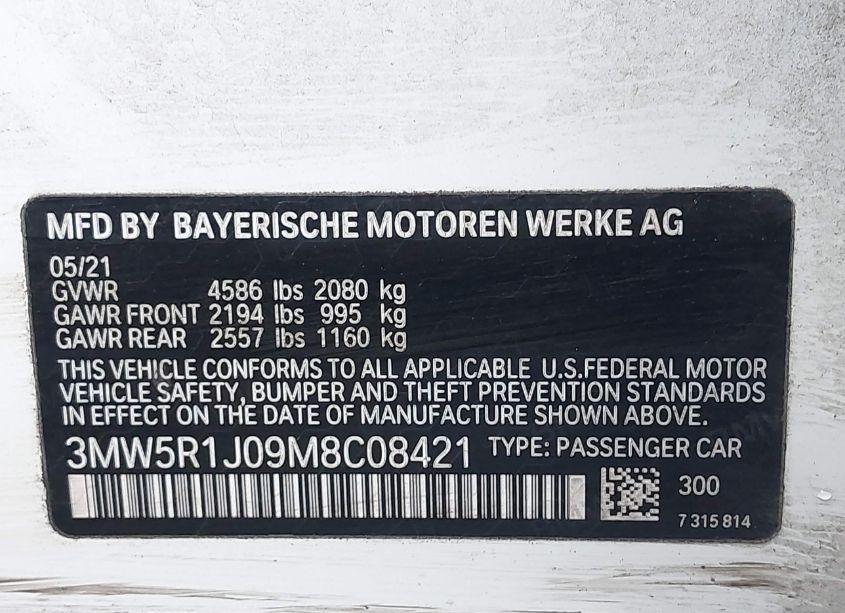 MFD BY BAYERISCHE MOTOREN WERKE AG
05/21
GVWR 4586 lbs 2080 kg
GAWR FRONT 2194 lbs 995 kg
GAWR REAR 2557 lbs 1160 kg
THIS VEHICLE CONFORMS TO ALL APPLICABLE U.S.FEDERAL MOTOR
VEHICLE SAFETY, BUMPER AND THEFT PREVENTION STANDARDS
IN EFFECT ON THE DATE OF MANUFACTURE SHOWN ABOVE.
3MW5R1J09M8C08421 TYPE: PASSENGER CAR
300
7 315 814